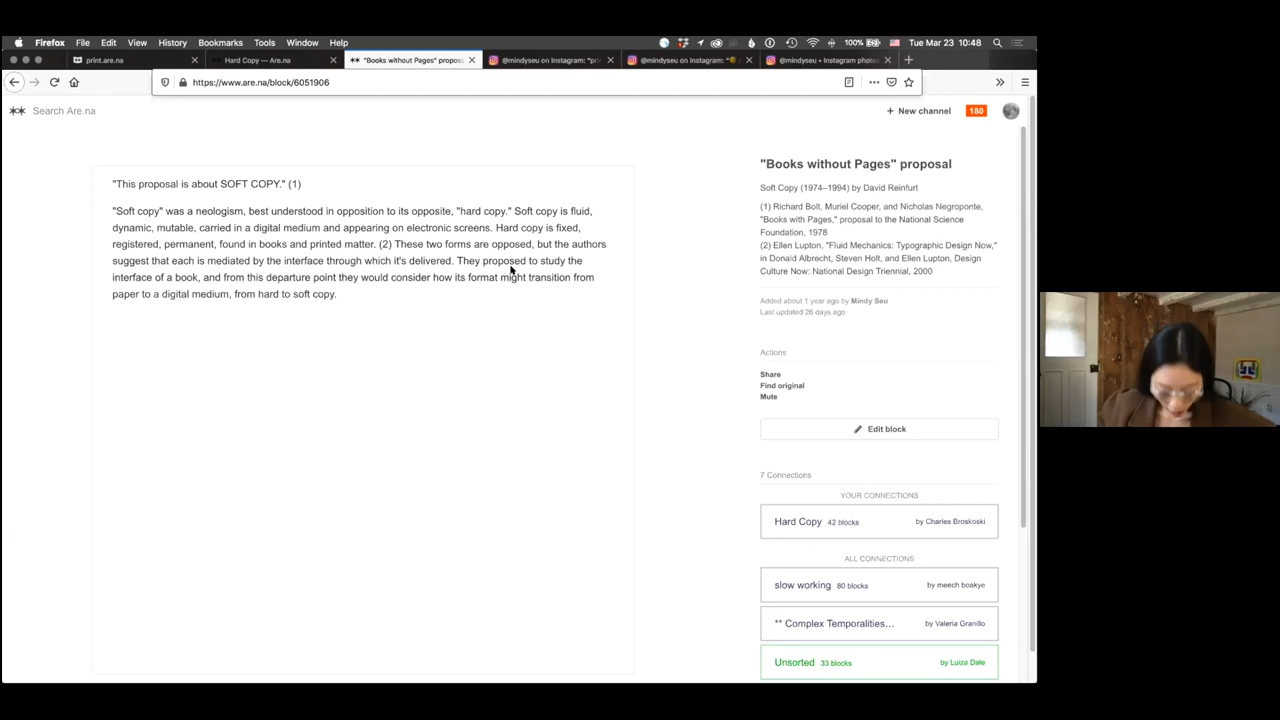 Firefox File Edit View History Bookmarks Tools Window Help 100% Tue Mar 23 10:48
print.are.na Hard Copy — Are.na "Books without Pages" propos @mindyseu on Instagram: "pri @mindyseu on Instagram: " @mindyseu • Instagram photo
https://www.are.na/block/6051906
Search Are.na
+ New channel 180
"This proposal is about SOFT COPY." (1)
"Soft copy" was a neologism, best understood in opposition to its opposite, "hard copy." Soft copy is fluid,
dynamic, mutable, carried in a digital medium and appearing on electronic screens. Hard copy is fixed,
registered, permanent, found in books and printed matter. (2) These two forms are opposed, but the authors
suggest that each is mediated by the interface through which it's delivered. They proposed to study the
interface of a book, and from this departure point they would consider how its format might transition from
paper to a digital medium, from hard to soft copy.
"Books without Pages" proposal
Soft Copy (1974–1994) by David Reinfurt
(1) Richard Bolt, Muriel Cooper, and Nicholas Negroponte,
"Books with Pages," proposal to the National Science
Foundation, 1978
(2) Ellen Lupton, "Fluid Mechanics: Typographic Design Now,"
in Donald Albrecht, Steven Holt, and Ellen Lupton, Design
Culture Now: National Design Triennial, 2000
Added about 1 year ago by Mindy Seu
Last updated 26 days ago
Actions
Share
Find original
Mute
Edit block
7 Connections
YOUR CONNECTIONS
Hard Copy 42 blocks by Charles Broskoski
ALL CONNECTIONS
slow working 80 blocks by meech boakye
** Complex Temporalities… by Valeria Granillo
Unsorted 33 blocks by Luiza Dale